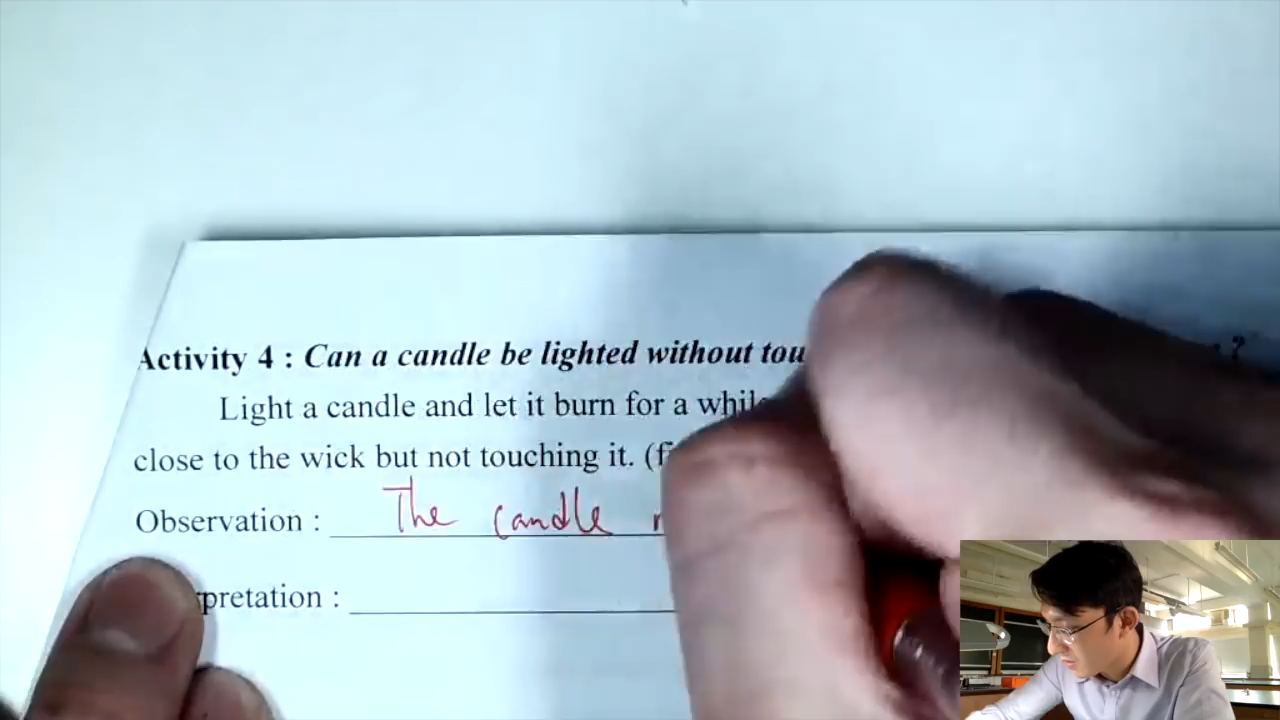 Activity 4 : Can a candle be lighted without tou ?
Light a candle and let it burn for a while
close to the wick but not touching it. (f
Observation : The candle
pretation :